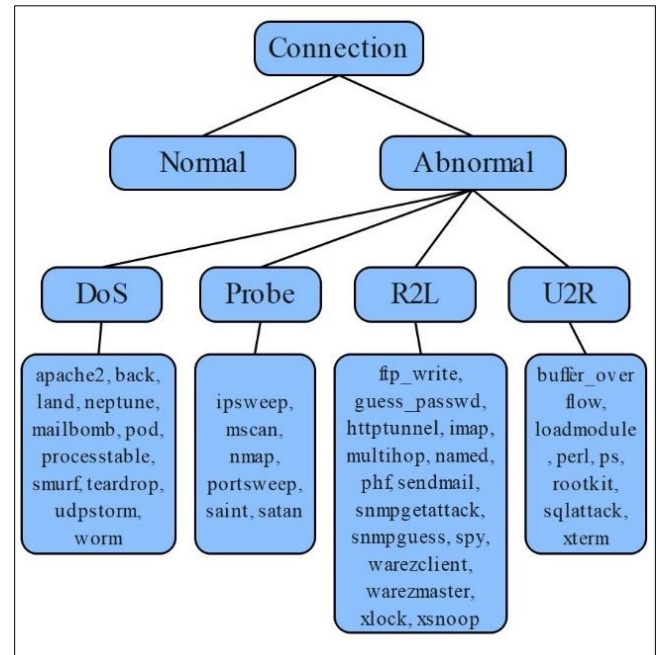 Connection
Normal
Abnormal
DoS
Probe
R2L
U2R
apache2, back,
land, neptune,
mailbomb, pod,
processtable,
smurf, teardrop,
udpstorm,
worm
ipsweep,
mscan,
nmap,
portsweep,
saint, satan
ftp_write,
guess_passwd,
httptunnel, imap,
multihop, named,
phf, sendmail,
snmpgetattack,
snmpguess, spy,
warezclient,
warezmaster,
xlock, xsnoop
buffer_over
flow,
loadmodule
, perl, ps,
rootkit,
sqlattack,
xterm